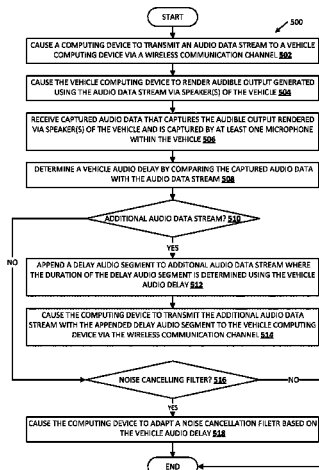 START
500
CAUSE A COMPUTING DEVICE TO TRANSMIT AN AUDIO DATA STREAM TO A VEHICLE
COMPUTING DEVICE VIA A WIRELESS COMMUNICATION CHANNEL 502
CAUSE THE VEHICLE COMPUTING DEVICE TO RENDER AUDIBLE OUTPUT GENERATED
USING THE AUDIO DATA STREAM VIA SPEAKER(S) OF THE VEHICLE 504
RECEIVE CAPTURED AUDIO DATA THAT CAPTURES THE AUDIBLE OUTPUT RENDERED
VIA SPEAKER(S) OF THE VEHICLE AND IS CAPTURED BY AT LEAST ONE MICROPHONE
WITHIN THE VEHICLE 506
DETERMINE A VEHICLE AUDIO DELAY BY COMPARING THE CAPTURED AUDIO DATA
WITH THE AUDIO DATA STREAM 508
ADDITIONAL AUDIO DATA STREAM? 510
NO
YES
APPEND A DELAY AUDIO SEGMENT TO ADDITONAL AUDIO DATA STREAM WHERE
THE DURATION OF THE DELAY AUDIO SEGMENT IS DETERMINED USING THE VEHICLE
AUDIO DELAY 512
CAUSE THE COMPUTING DEVICE TO TRANSMIT THE ADDITIONAL AUDIO DATA
STREAM WITH THE APPENDED DELAY AUDIO SEGMENT TO THE VEHICLE COMPUTING
DEVICE VIA THE WIRELESS COMMUNICATION CHANNEL 514
NOISE CANCELLING FILTER? 516
NO
YES
CAUSE THE COMPUTING DEVICE TO ADAPT A NOISE CANCELLATION FILETR BASED ON
THE VEHICLE AUDIO DELAY 518
END